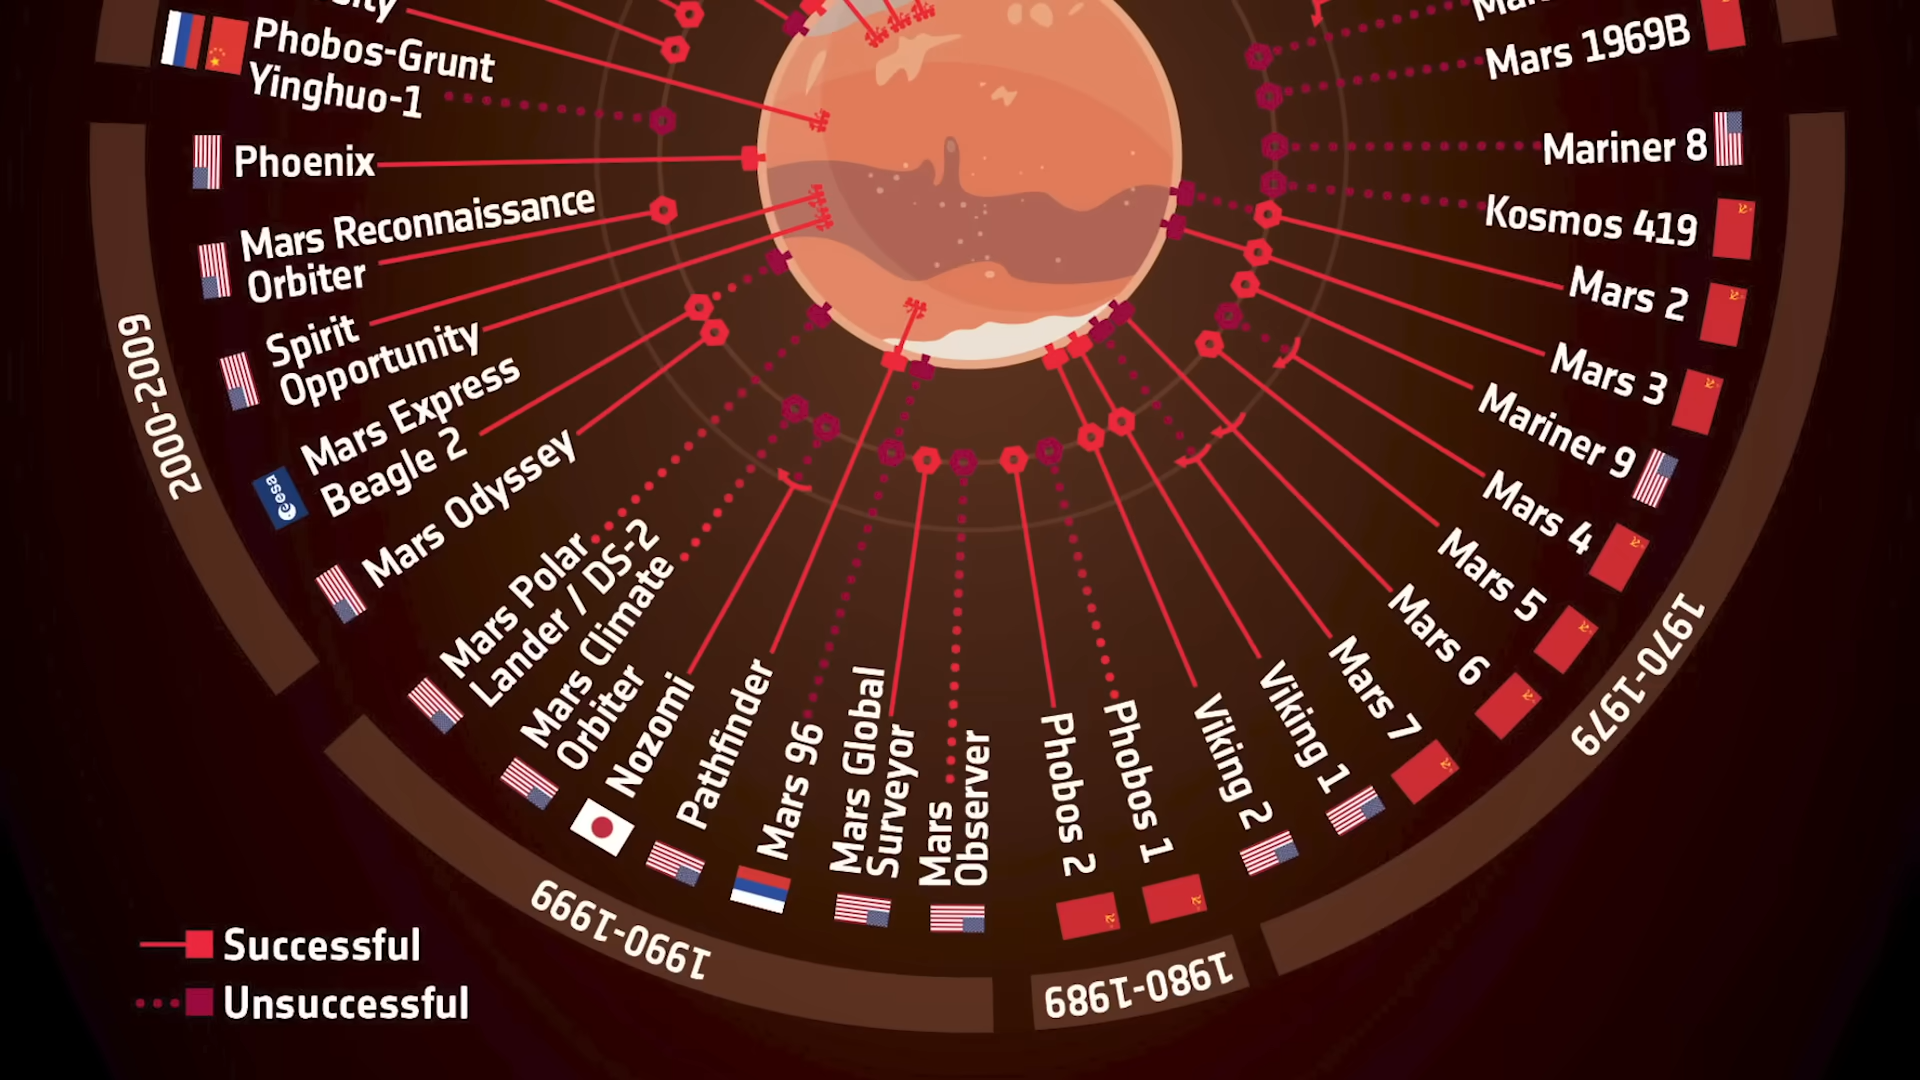 Phobos-Grunt
Yinghuo-1
Phoenix
Mars Reconnaissance
Orbiter
Spirit
Opportunity
Mars Express
Beagle 2
esa
Mars Odyssey
Mars Polar
Lander / DS-2
Mars Climate
Orbiter
Nozomi
Pathfinder
Mars 96
Mars Global
Surveyor
Mars
Observer
Phobos 2
Phobos 1
Viking 2
Viking 1
Mars 7
Mars 6
Mars 5
Mars 4
Mariner 9
Mars 3
Mars 2
Kosmos 419
Mariner 8
Mars 1969B
2000-2009
1990-1999
1980-1989
1970-1979
Successful
Unsuccessful